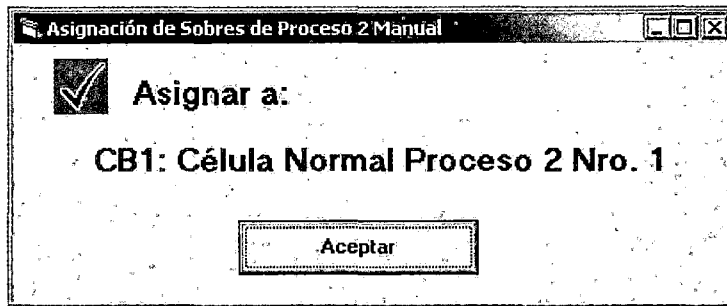 Asignación de Sobres de Proceso 2 Manual
Asignar a:
CB1: Célula Normal Proceso 2 Nro. 1
Aceptar